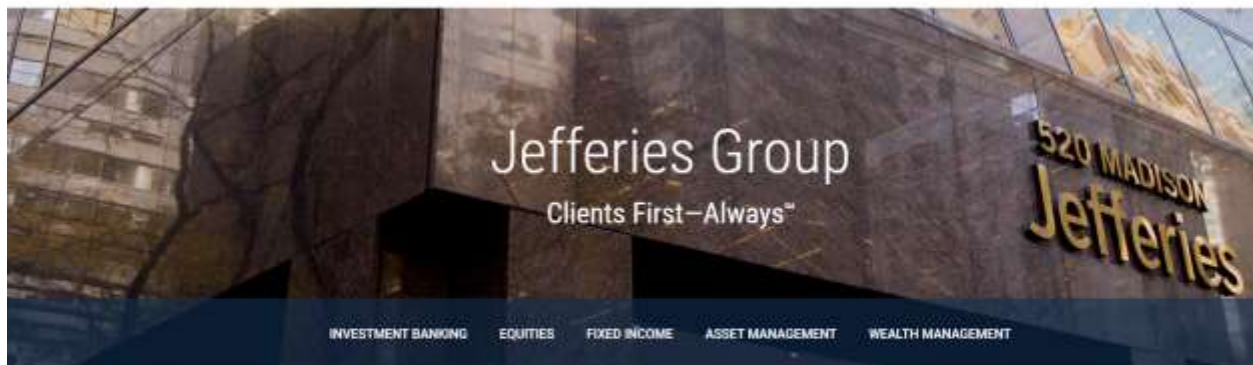 Jefferies Group
Clients First—Always℠
520 MADISON
Jefferies
INVESTMENT BANKING EQUITIES FIXED INCOME ASSET MANAGEMENT WEALTH MANAGEMENT